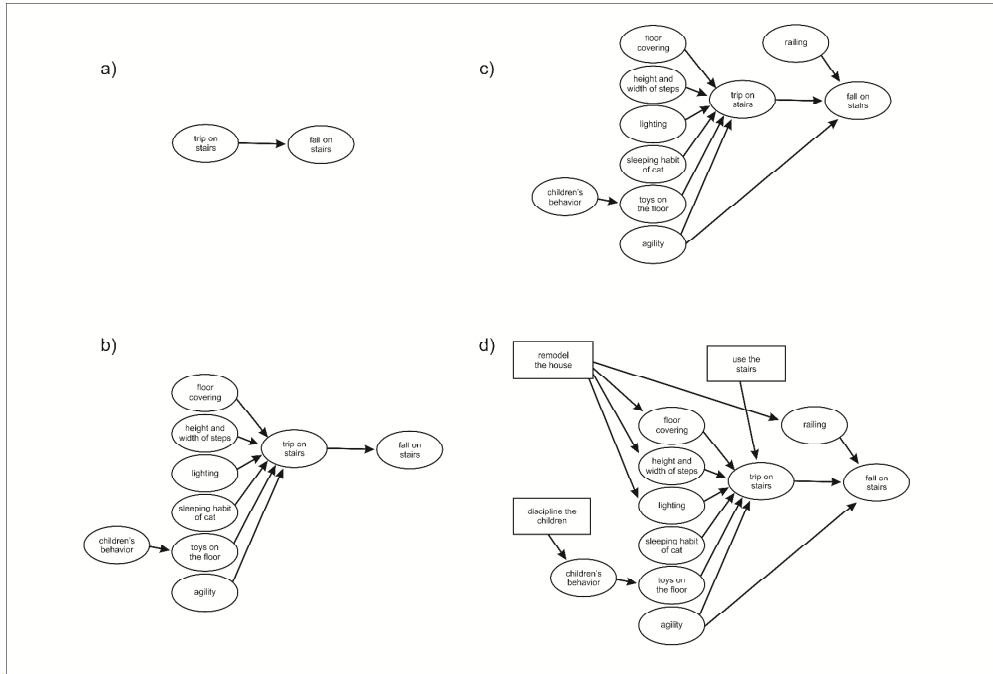 a)
trip on
stairs
fall on
stairs
c)
floor
covering
railing
height and
width of steps
trip on
stairs
fall on
stairs
lighting
sleeping habit
of cat
children's
behavior
toys on
the floor
agility
b)
floor
covering
height and
width of steps
trip on
stairs
fall on
stairs
lighting
sleeping habit
of cat
children's
behavior
toys on
the floor
agility
d)
remodel
the house
use the
stairs
floor
covering
railing
height and
width of steps
trip on
stairs
fall on
stairs
lighting
discipline the
children
sleeping habit
of cat
children's
behavior
toys on
the floor
agility